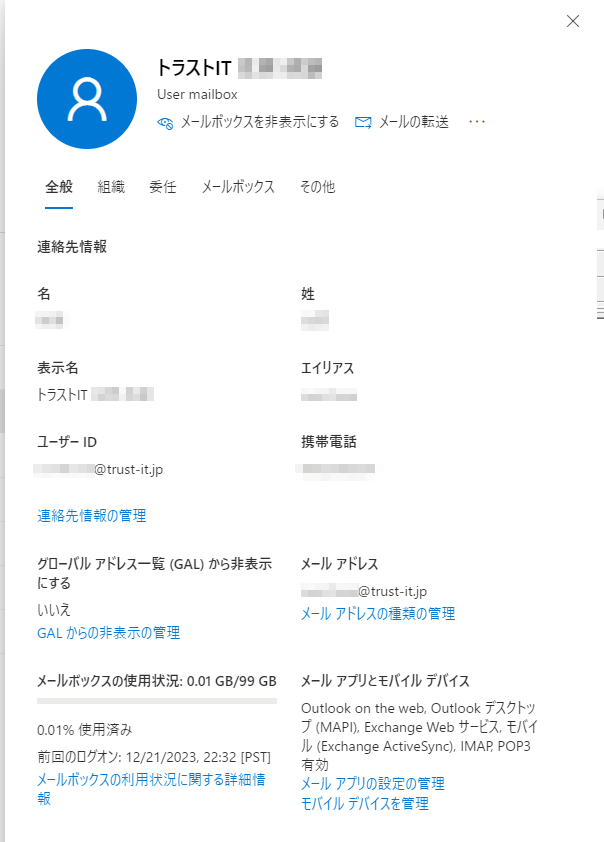 トラストIT
User mailbox
メールボックスを非表示にする メールの転送 ···
全般 組織 委任 メールボックス その他
連絡先情報
名
姓
表示名
トラストIT
エイリアス
ユーザー ID
@trust-it.jp
携帯電話
連絡先情報の管理
グローバル アドレス一覧 (GAL) から非表示
にする
いいえ
GAL からの非表示の管理
メール アドレス
@trust-it.jp
メール アドレスの種類の管理
メールボックスの使用状況: 0.01 GB/99 GB
0.01% 使用済み
前回のログオン: 12/21/2023, 22:32 [PST]
メールボックスの利用状況に関する詳細情
報
メール アプリとモバイル デバイス
Outlook on the web, Outlook デスクトッ
プ (MAPI), Exchange Web サービス, モバイ
ル (Exchange ActiveSync), IMAP, POP3
有効
メール アプリの設定の管理
モバイル デバイスを管理